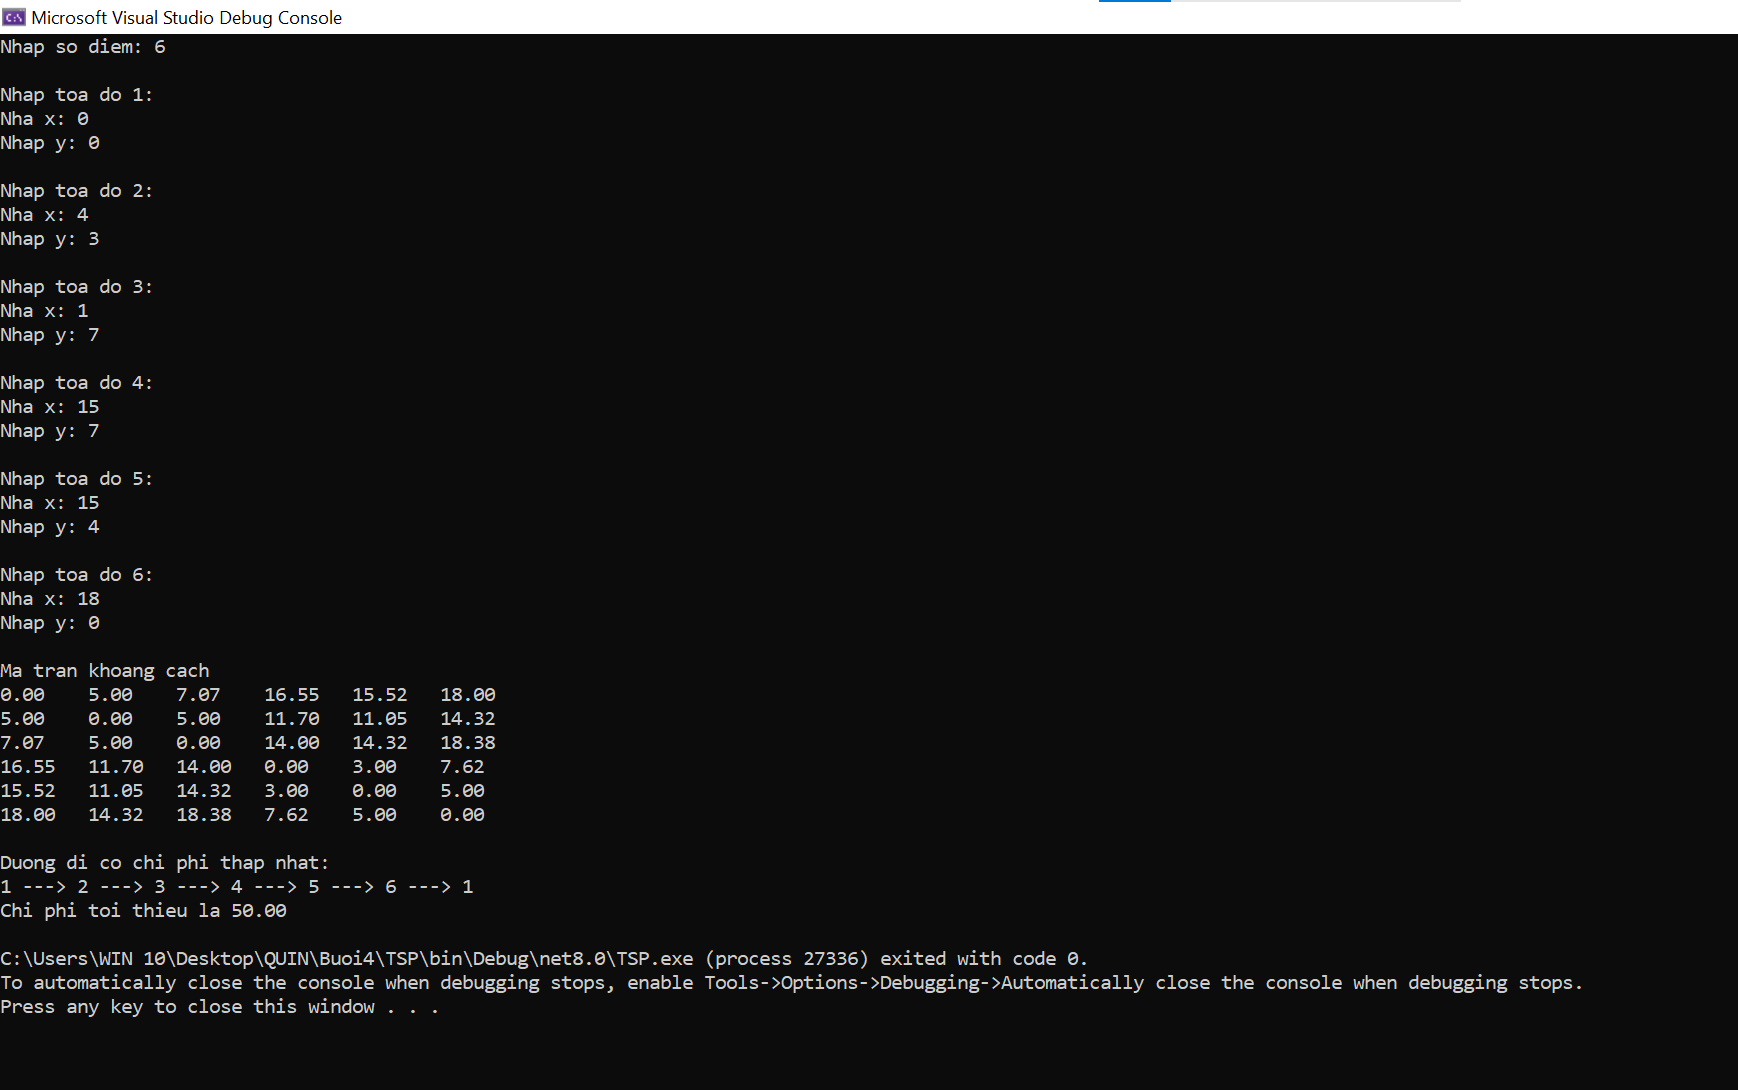 Microsoft Visual Studio Debug Console
Nhap so diem: 6
Nhap toa do 1:
Nha x: 0
Nhap y: 0
Nhap toa do 2:
Nha x: 4
Nhap y: 3
Nhap toa do 3:
Nha x: 1
Nhap y: 7
Nhap toa do 4:
Nha x: 15
Nhap y: 7
Nhap toa do 5:
Nha x: 15
Nhap y: 4
Nhap toa do 6:
Nha x: 18
Nhap y: 0
Ma tran khoang cach
0.00 5.00 7.07 16.55 15.52 18.00
5.00 0.00 5.00 11.70 11.05 14.32
7.07 5.00 0.00 14.00 14.32 18.38
16.55 11.70 14.00 0.00 3.00 7.62
15.52 11.05 14.32 3.00 0.00 5.00
18.00 14.32 18.38 7.62 5.00 0.00
Duong di co chi phi thap nhat:
1 ---> 2 ---> 3 ---> 4 ---> 5 ---> 6 ---> 1
Chi phi toi thieu la 50.00
C:\Users\WIN 10\Desktop\QUIN\Buoi4\TSP\bin\Debug\net8.0\TSP.exe (process 27336) exited with code 0.
To automatically close the console when debugging stops, enable Tools->Options->Debugging->Automatically close the console when debugging stops.
Press any key to close this window . . .